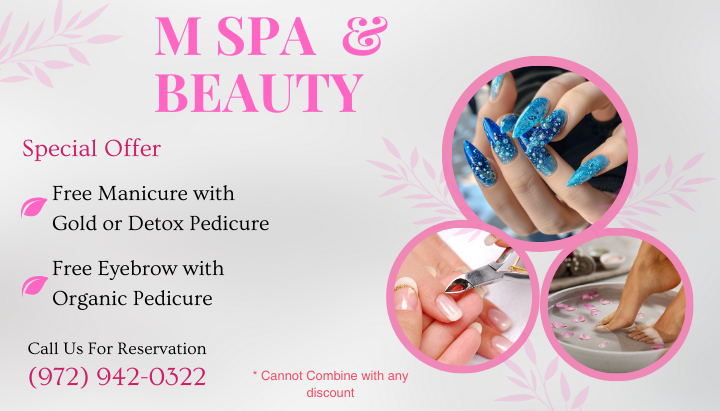 M SPA &
BEAUTY
Special Offer
Free Manicure with
Gold or Detox Pedicure
Free Eyebrow with
Organic Pedicure
Call Us For Reservation
(972) 942-0322
* Cannot Combine with any
discount